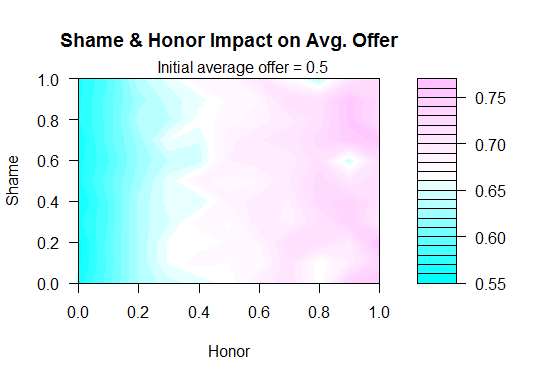 Shame & Honor Impact on Avg. Offer
Initial average offer = 0.5
1.0
0.8
0.6
0.4
0.2
0.0
Shame
0.0 0.2 0.4 0.6 0.8 1.0
Honor
0.75
0.70
0.65
0.60
0.55